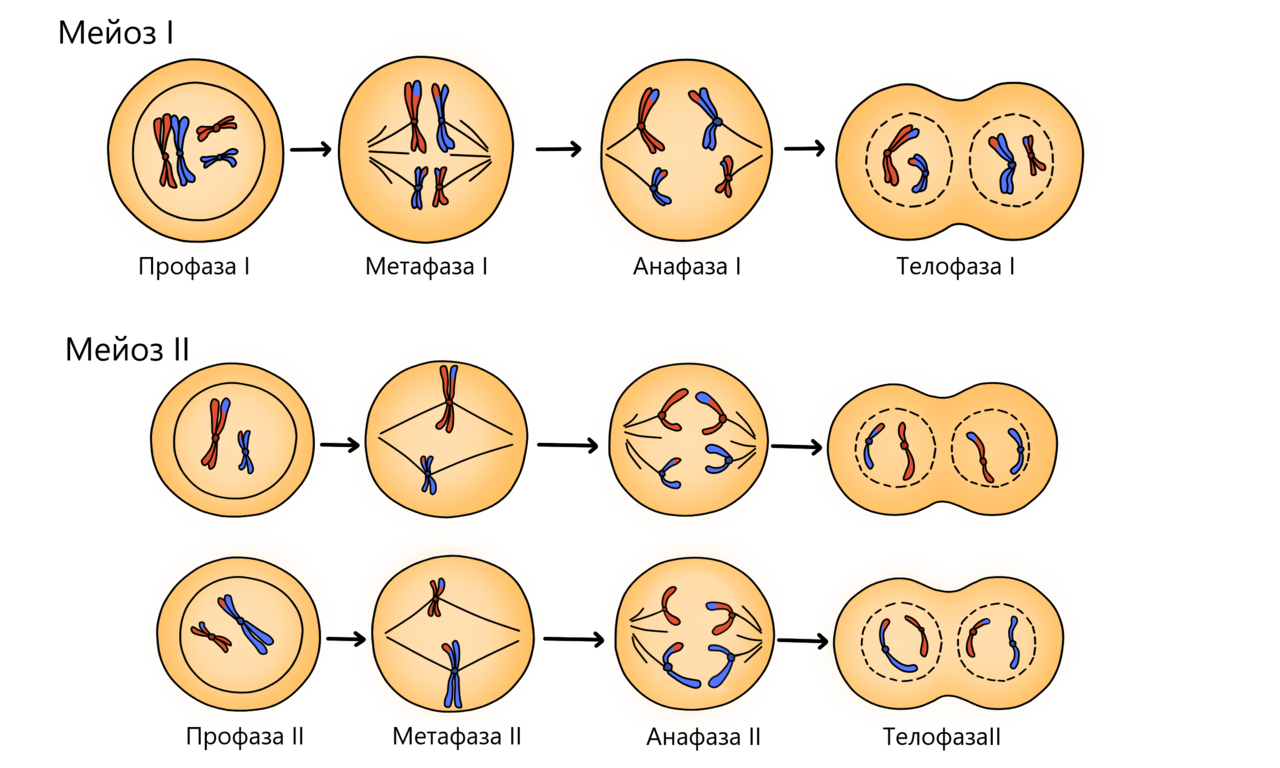 Мейоз I
Профаза I
Метафаза I
Анафаза I
Телофаза I
Мейоз II
Профаза II
Метафаза II
Анафаза II
ТелофазаII